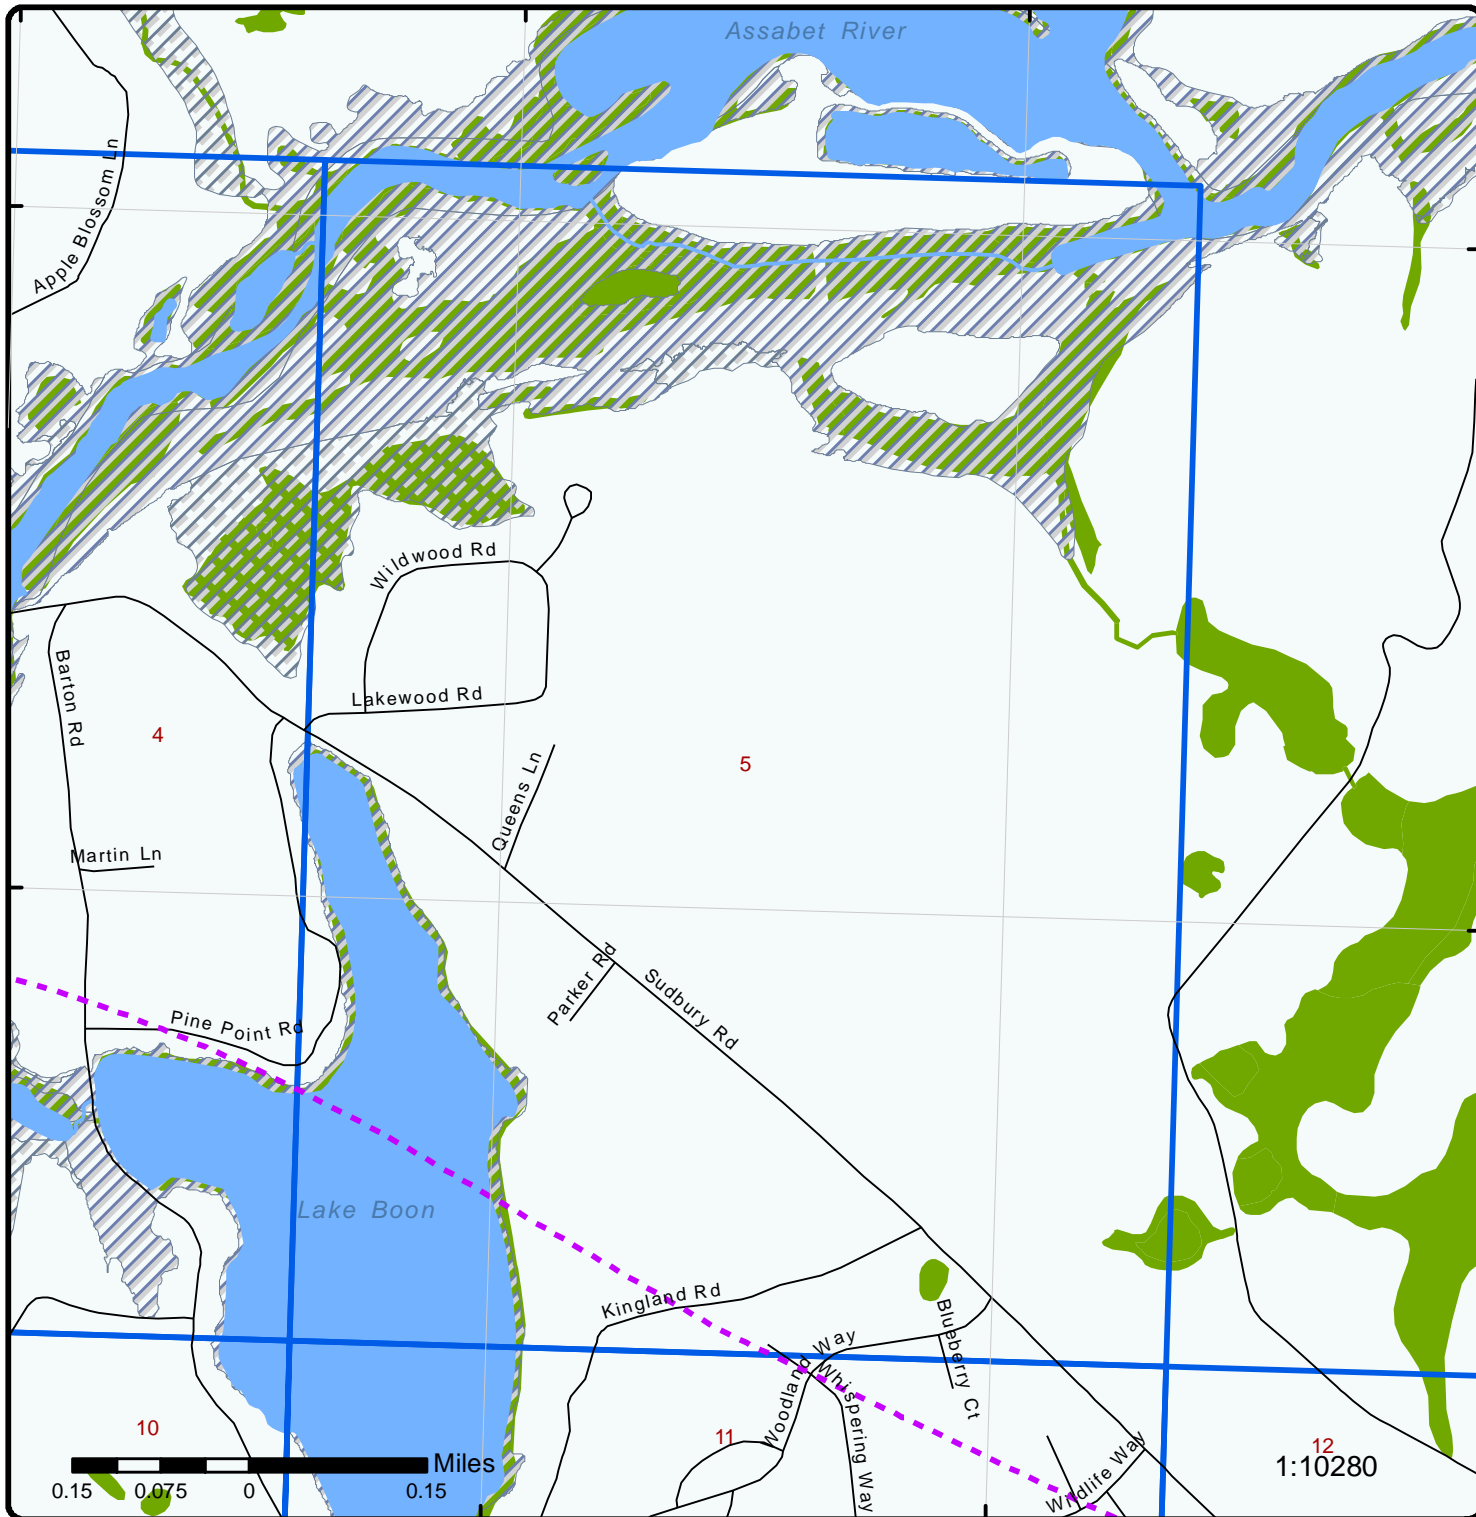 Assabet River
Apple Blossom Ln
Wildwood Rd
Lakewood Rd
Barton Rd
4
5
Queens Ln
Martin Ln
Parker Rd
Sudbury Rd
Pine Point Rd
Lake Boon
Kingland Rd
Blueberry Ct
Woodland Way
Whispering Way
10
11
12
Wildlife Way
1:10280
Miles
0.15 0.075 0 0.15